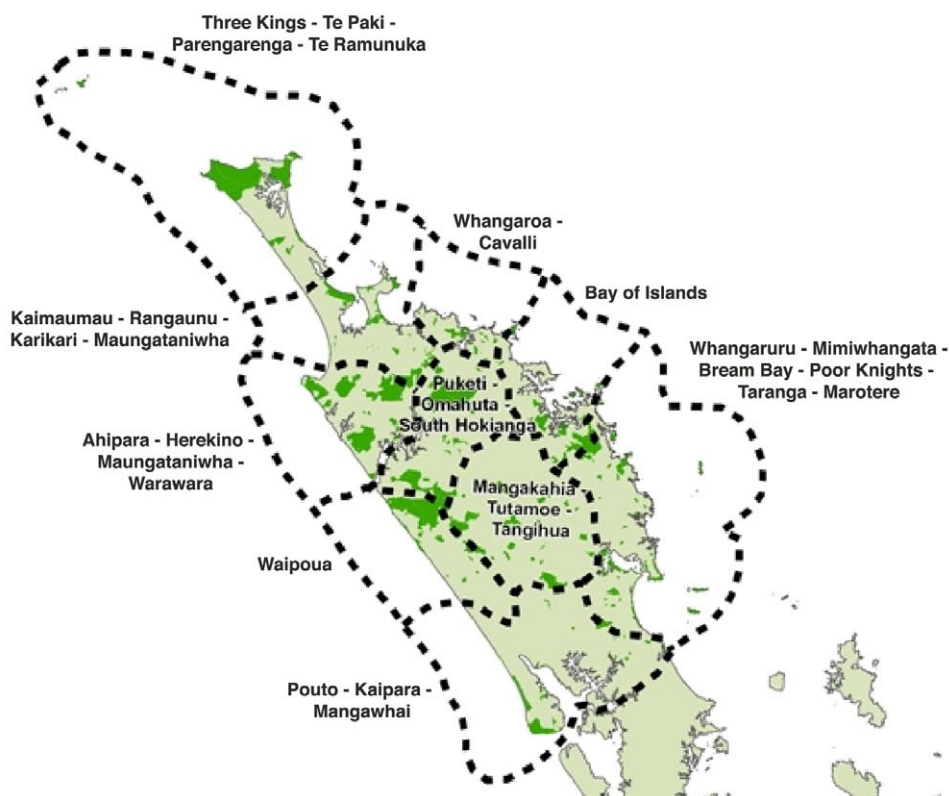 Three Kings - Te Paki -
Parengarenga - Te Ramunuka
Whangaroa -
Cavalli
Bay of Islands
Kaimaumau - Rangaunu -
Karikari - Maungataniwha
Whangaruru - Mimiwhangata -
Bream Bay - Poor Knights -
Taranga - Marotere
Puketi -
Omahuta -
South Hokianga
Ahipara - Herekino -
Maungataniwha -
Warawara
Mangakahia -
Tutamoe -
Tangihua
Waipoua
Pouto - Kaipara -
Mangawhai